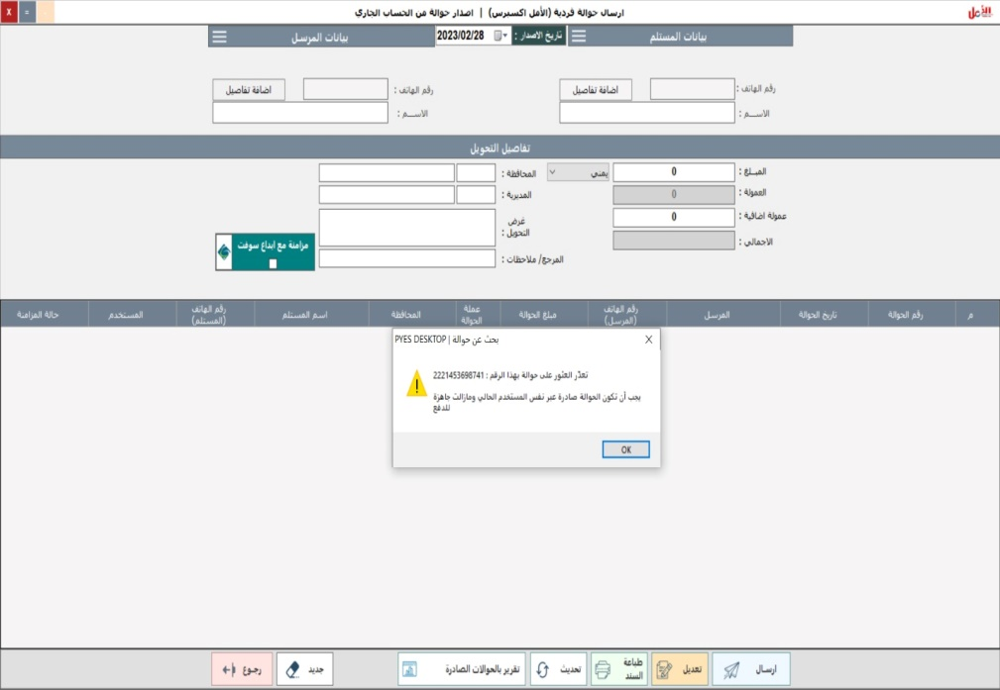 الأمل
ارسال حوالة فردية (الأمل اكسبرس) | اصدار حوالة من الحساب الجاري
x
بيانات المستلم
تاريخ الاصدار : 2023/02/28
بيانات المرسل
رقم الهاتف :
اضافة تفاصيل
رقم الهاتف :
اضافة تفاصيل
الاســـم :
الاســـم :
تفاصيل التحويل
المبلـغ : 0 يمني
المحافظة :
العمولة : 0
المديرية :
عمولة اضافية : 0
غرض
التحويل :
الاجمالي :
المرجع/ ملاحظات :
مزامنة مع ابداع سوفت
م رقم الحوالة تاريخ الحوالة المرسل رقم الهاتف (المرسل) مبلغ الحوالة عملة الحوالة المحافظة اسم المستلم رقم الهاتف (المستلم) المستخدم حالة المزامنة
PYES DESKTOP | بحث عن حوالة
X
تعذّر العثور على حوالة بهذا الرقم : 2221453698741
يجب أن تكون الحوالة صادرة عبر نفس المستخدم الحالي ومازالت جاهزة
للدفع
OK
ارسال
تعديل
طباعة
السند
تحديث
تقرير بالحوالات الصادرة
جديد
رجوع